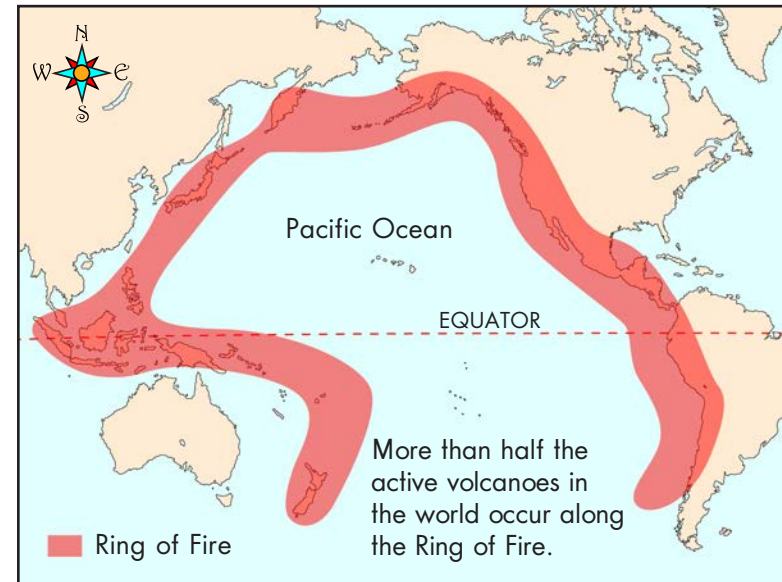 N
W E
S
Pacific Ocean
EQUATOR
More than half the
active volcanoes in
the world occur along
the Ring of Fire.
Ring of Fire